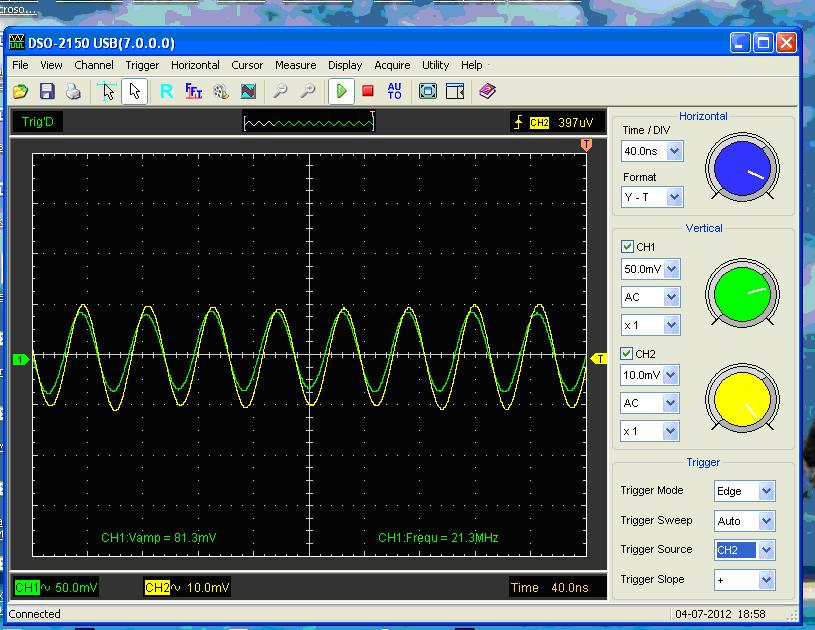 croso...
DSO-2150 USB(7.0.0.0)
File View Channel Trigger Horizontal Cursor Measure Display Acquire Utility Help
R FFT AU TO
Trig'D
T
CH2 397uV
T
1
T
CH1:Vamp = 81.3mV
CH1:Frequ = 21.3MHz
CH1 50.0mV
CH2 10.0mV
Time 40.0ns
Horizontal
Time / DIV
40.0ns
Format
Y - T
Vertical
CH1
50.0mV
AC
x 1
CH2
10.0mV
AC
x 1
Trigger
Trigger Mode Edge
Trigger Sweep Auto
Trigger Source CH2
Trigger Slope +
Connected
04-07-2012 18:58